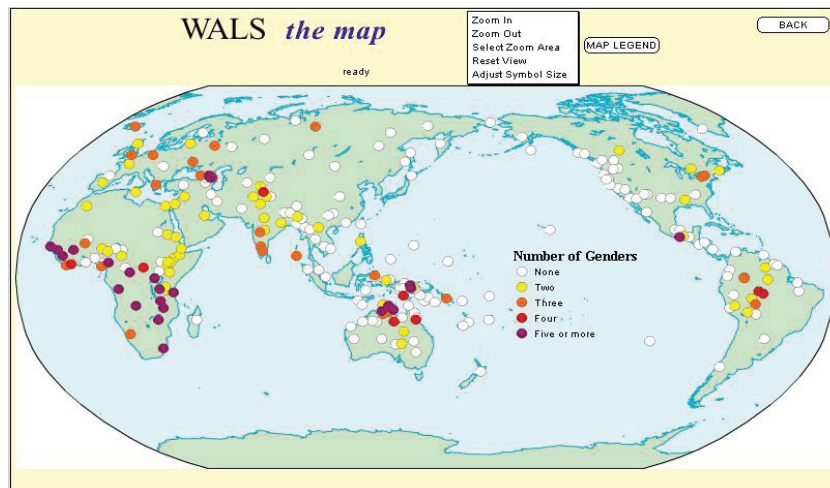 WALS the map
Zoom In
Zoom Out
Select Zoom Area
Reset View
Adjust Symbol Size
MAP LEGEND
BACK
ready
Number of Genders
None
Two
Three
Four
Five or more